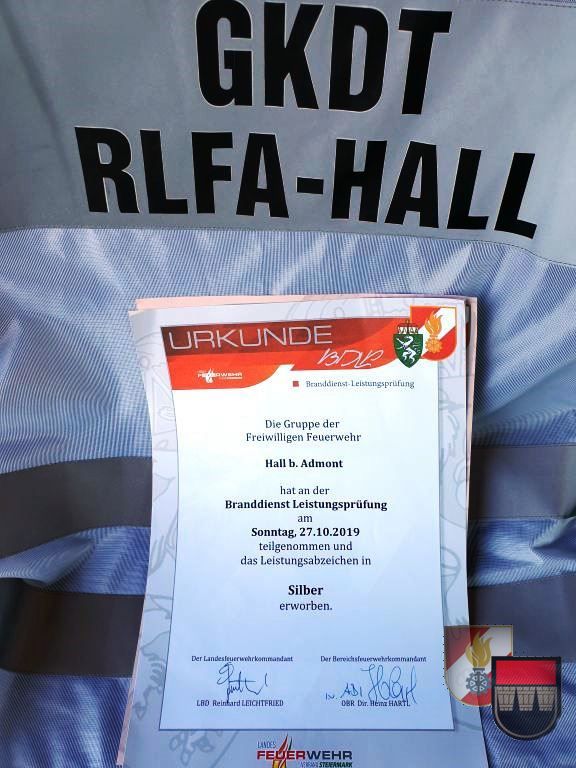 GKDT
RLFA-HALL
URKUNDE
BDLP
FEUERWEHR
Branddienst-Leistungsprüfung
Die Gruppe der
Freiwilligen Feuerwehr
Hall b. Admont
hat an der
Branddienst Leistungsprüfung
am
Sonntag, 27.10.2019
teilgenommen und
das Leistungsabzeichen in
Silber
erworben.
Der Landesfeuerwehrkommandant
Der Bereichsfeuerwehrkommandant
LBD Reinhard LEICHTFRIED
OBR Dir. Heinz HARTL
LANDES
FEUERWEHR
VERBAND STEIERMARK